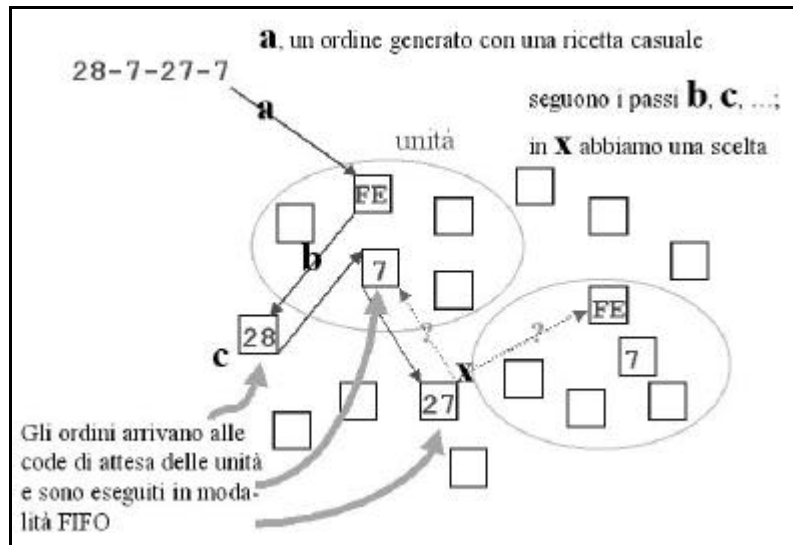 a, un ordine generato con una ricetta casuale
28-7-27-7
a
seguono i passi b, c, ...;
in x abbiamo una scelta
unità
FE
b
7
FE
28
?
?
c
x
7
27
Gli ordini arrivano alle
code di attesa delle unità
e sono eseguiti in moda-
lità FIFO